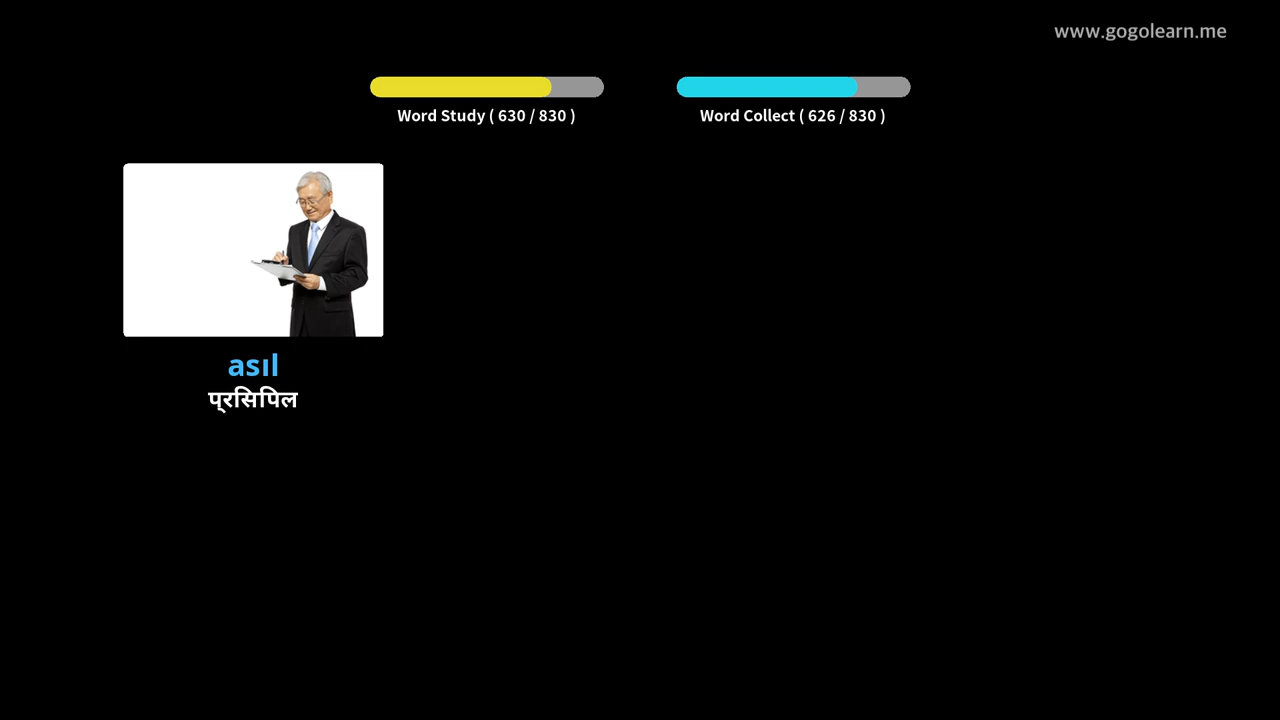 www.gogolearn.me
Word Study ( 630 / 830 )
Word Collect ( 626 / 830 )
asıl
प्रसिपिल